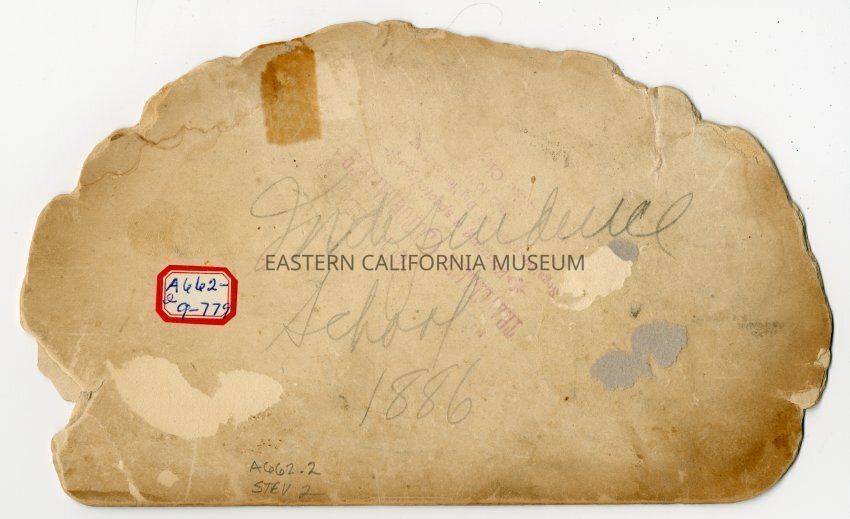 Independence
EASTERN CALIFORNIA MUSEUM
A662-
2
9-779
School
1886
A662.2
STEV 2